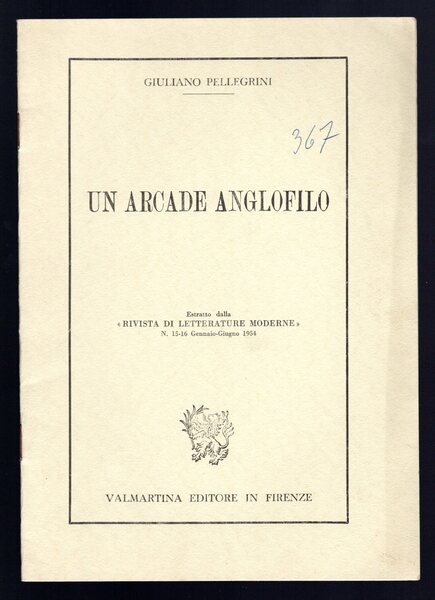 GIULIANO PELLEGRINI
367
UN ARCADE ANGLOFILO
Estratto dalla
« RIVISTA DI LETTERATURE MODERNE »
N. 15-16 Gennaio-Giugno 1954
VALMARTINA EDITORE IN FIRENZE